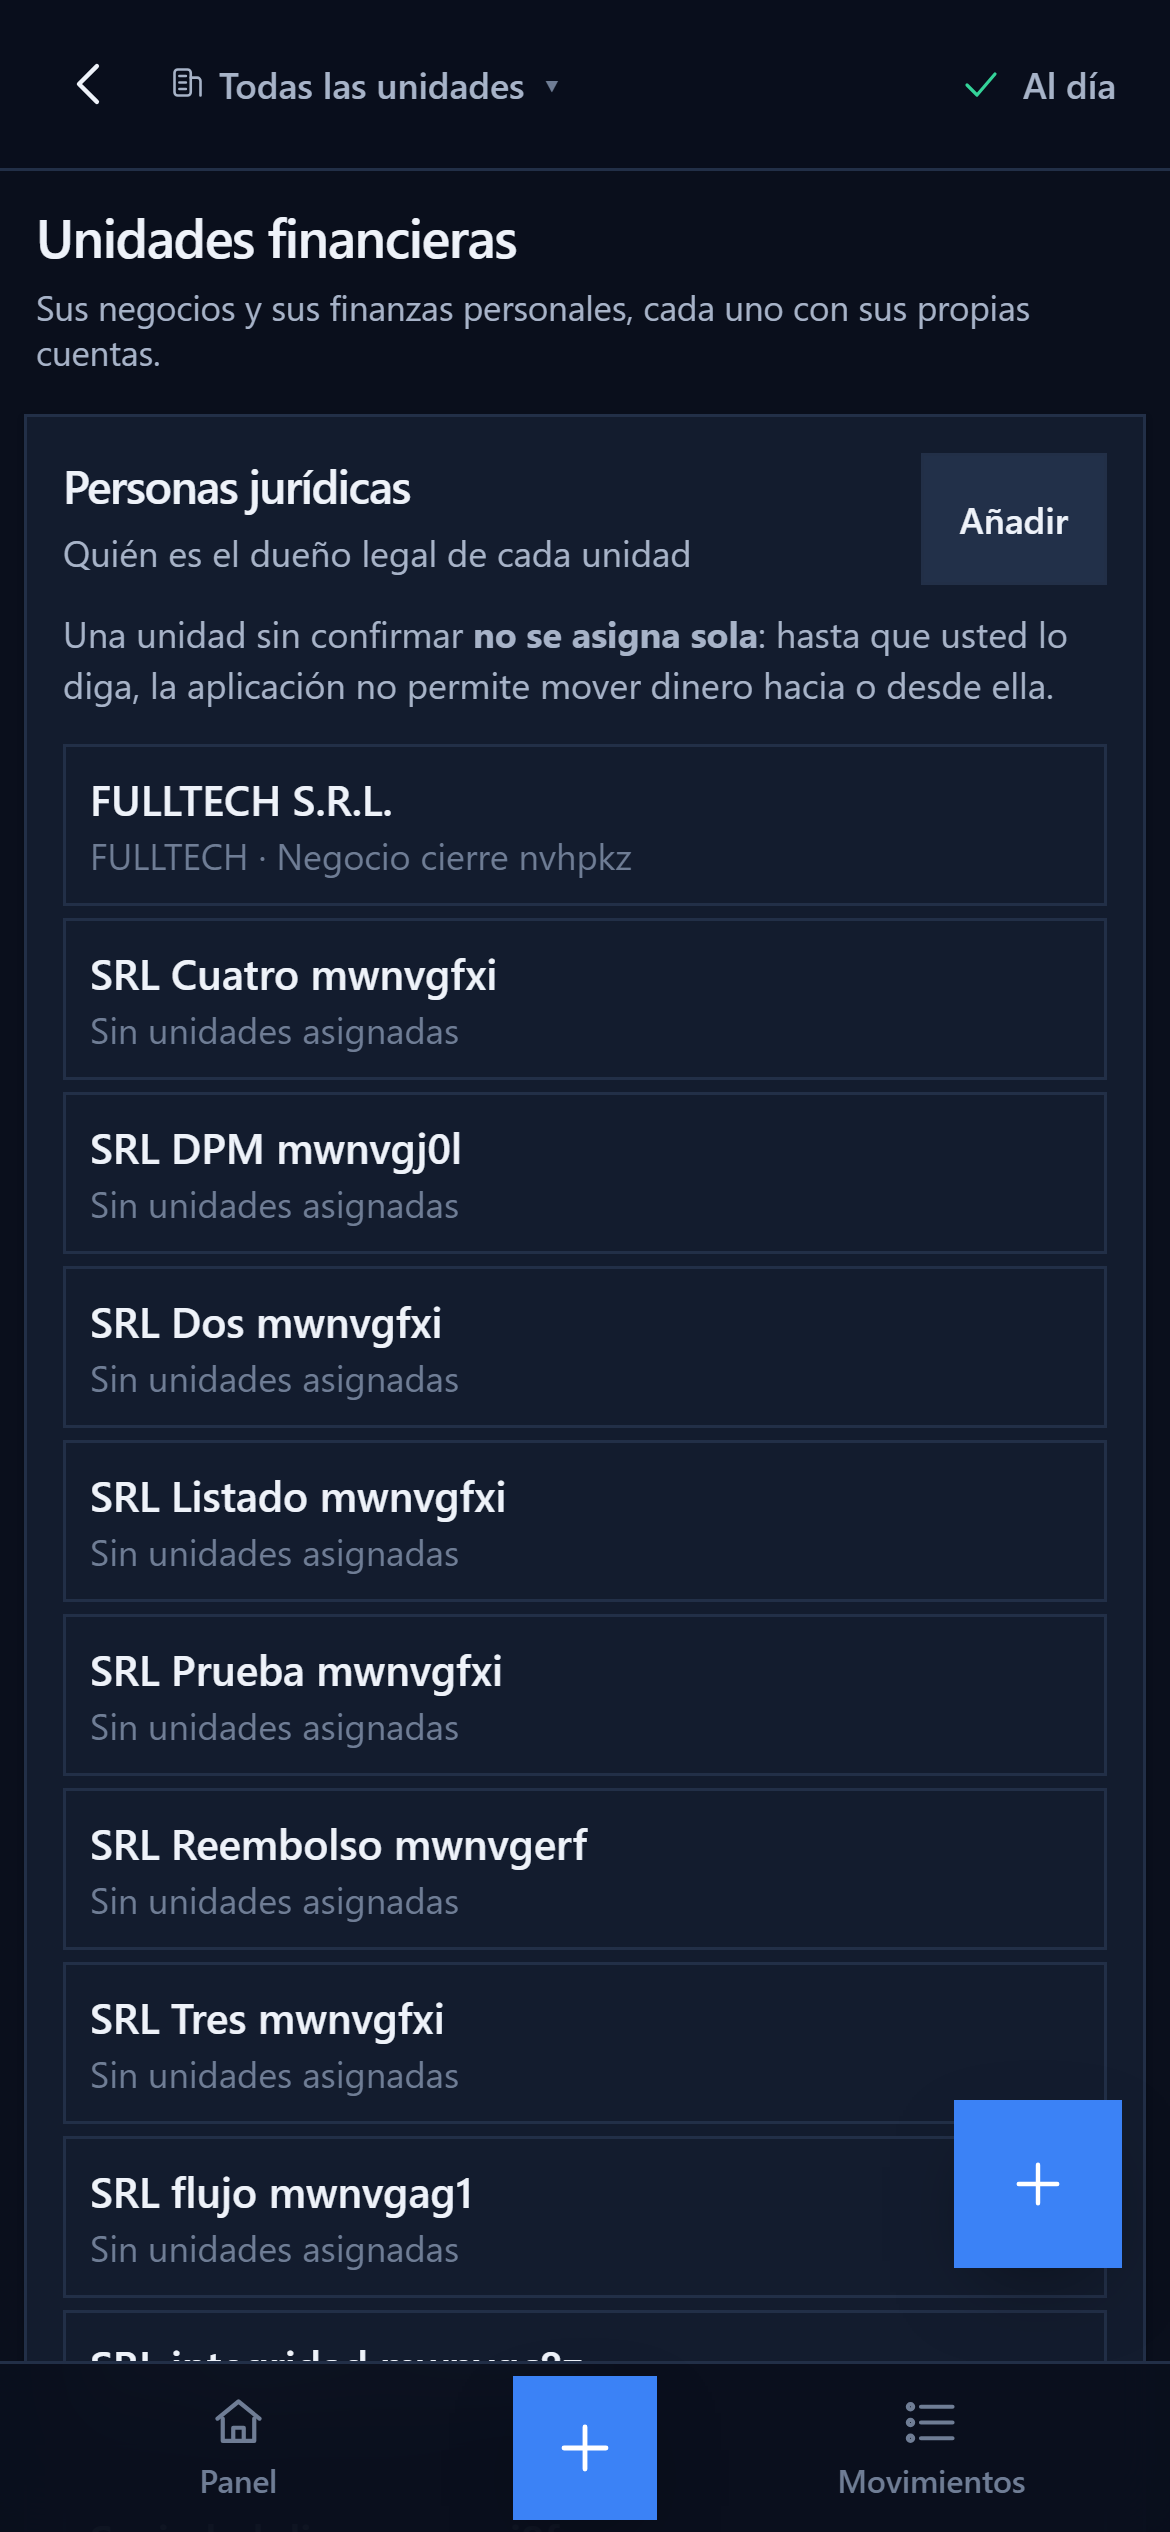 Todas las unidades ▼
Al día
Unidades financieras
Sus negocios y sus finanzas personales, cada uno con sus propias
cuentas.
Personas jurídicas
Añadir
Quién es el dueño legal de cada unidad
Una unidad sin confirmar no se asigna sola: hasta que usted lo
diga, la aplicación no permite mover dinero hacia o desde ella.
FULLTECH S.R.L.
FULLTECH · Negocio cierre nvhpkz
SRL Cuatro mwnvgfxi
Sin unidades asignadas
SRL DPM mwnvgj0l
Sin unidades asignadas
SRL Dos mwnvgfxi
Sin unidades asignadas
SRL Listado mwnvgfxi
Sin unidades asignadas
SRL Prueba mwnvgfxi
Sin unidades asignadas
SRL Reembolso mwnvgerf
Sin unidades asignadas
SRL Tres mwnvgfxi
Sin unidades asignadas
SRL flujo mwnvgag1
Sin unidades asignadas
SRL integridad
Panel
Movimientos